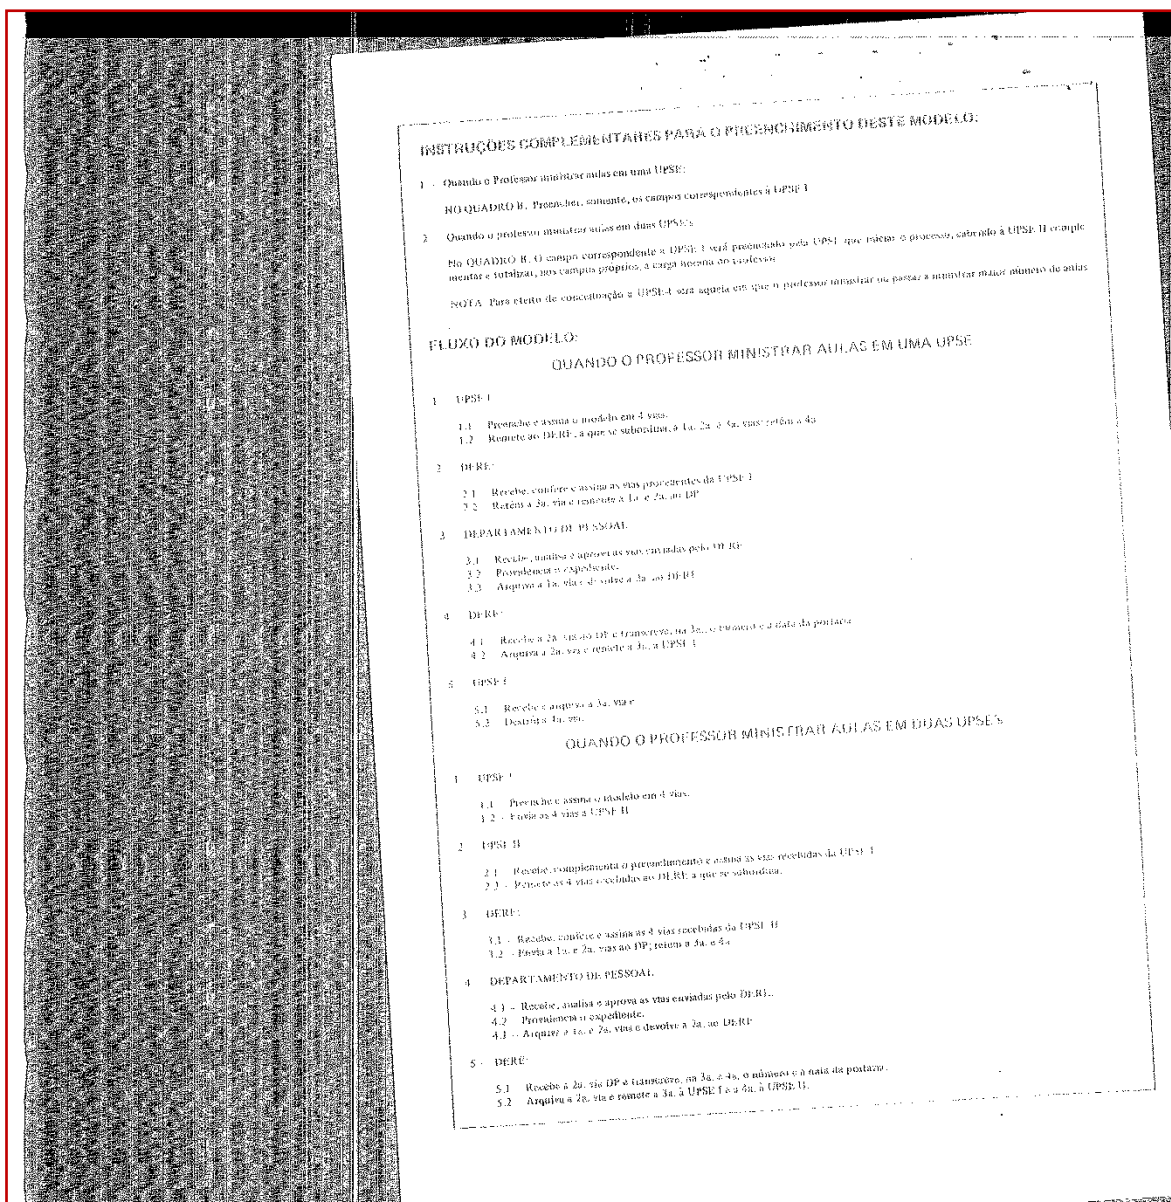 INSTRUÇÕES COMPLEMENTARES PARA O PREENCHIMENTO DESTE MODELO:
1 - Quando o Professor ministrar aulas em uma UPSE:
NO QUADRO B. Preencher, somente, os campos correspondentes à UPSE I
2 Quando o professor ministrar aulas em duas UPSE's
No QUADRO B. O campo correspondente a UPSE I será preenchido pela UPSE que iniciar o processo, cabendo à UPSE II comple
mentar e totalizar, nos campos próprios, a carga horária do professor
NOTA Para efeito de conceituação a UPSE-I será aquela em que o professor ministrar ou passar a ministrar maior número de aulas
FLUXO DO MODELO:
QUANDO O PROFESSOR MINISTRAR AULAS EM UMA UPSE
1 UPSE I
1.1 Preenche e assina o modelo em 4 vias.
1.2 Remete ao DERE, a que se subordina, a 1a. 2a. e 3a. vias: retém a 4a
2 DERE:
2.1 Recebe, confere e assina as vias procedentes da UPSE I
2.2 Retém a 3a. via e remete a 1a. e 2a. ao DP
3 DEPARTAMENTO DE PESSOAL
3.1 Recebe, analisa e aprova as vias enviadas pelo DERE
3.2 Providencia o expediente.
3.3 Arquiva a 1a. via e devolve a 2a. ao DERE
4 DERE:
4.1 Recebe a 2a. via do DP e transcreve, na 3a., o número e a data da portaria
4.2 Arquiva a 2a. via e remete a 3a. a UPSE I
5 UPSE I
5.1 Recebe e arquiva a 3a. via e
5.2 Destrói a 4a. via.
QUANDO O PROFESSOR MINISTRAR AULAS EM DUAS UPSE's
1 UPSE I
1.1 Preenche e assina o modelo em 4 vias.
1.2 - Envia as 4 vias a UPSE II
2 UPSE II
2.1 Recebe, complementa o preenchimento e assina as vias recebidas da UPSE I
2.2 - Remete as 4 vias recebidas ao DERE a que se subordina.
3 DERE:
3.1 - Recebe, confere e assina as 4 vias recebidas da UPSE II
3.2 - Envia a 1a. e 2a. vias ao DP; retém a 3a. e 4a
4 DEPARTAMENTO DE PESSOAL
4.1 - Recebe, analisa e aprova as vias enviadas pelo DERE.
4.2 Providencia o expediente.
4.3 - Arquiva a 1a. e 2a. vias e devolve a 2a. ao DERE
5 - DERE:
5.1 Recebe a 2a. via DP e transcreve, na 3a. e 4a, o número e a data da portaria.
5.2 Arquiva a 2a. via e remete a 3a. à UPSE I e a 4a. à UPSE II.